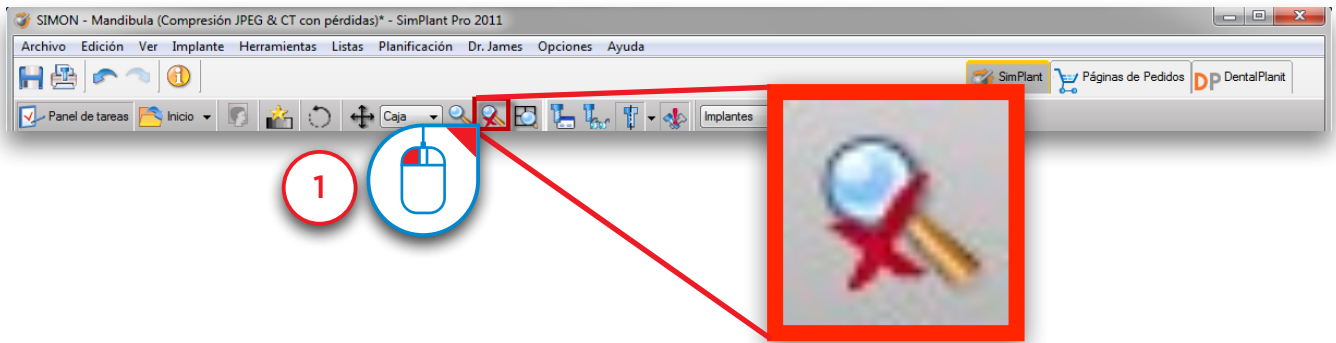 SIMON - Mandibula (Compresión JPEG & CT con pérdidas)* - SimPlant Pro 2011
Archivo Edición Ver Implante Herramientas Listas Planificación Dr. James Opciones Ayuda
SimPlant Páginas de Pedidos DP DentalPlanit
Panel de tareas Inicio Caja Implantes
1